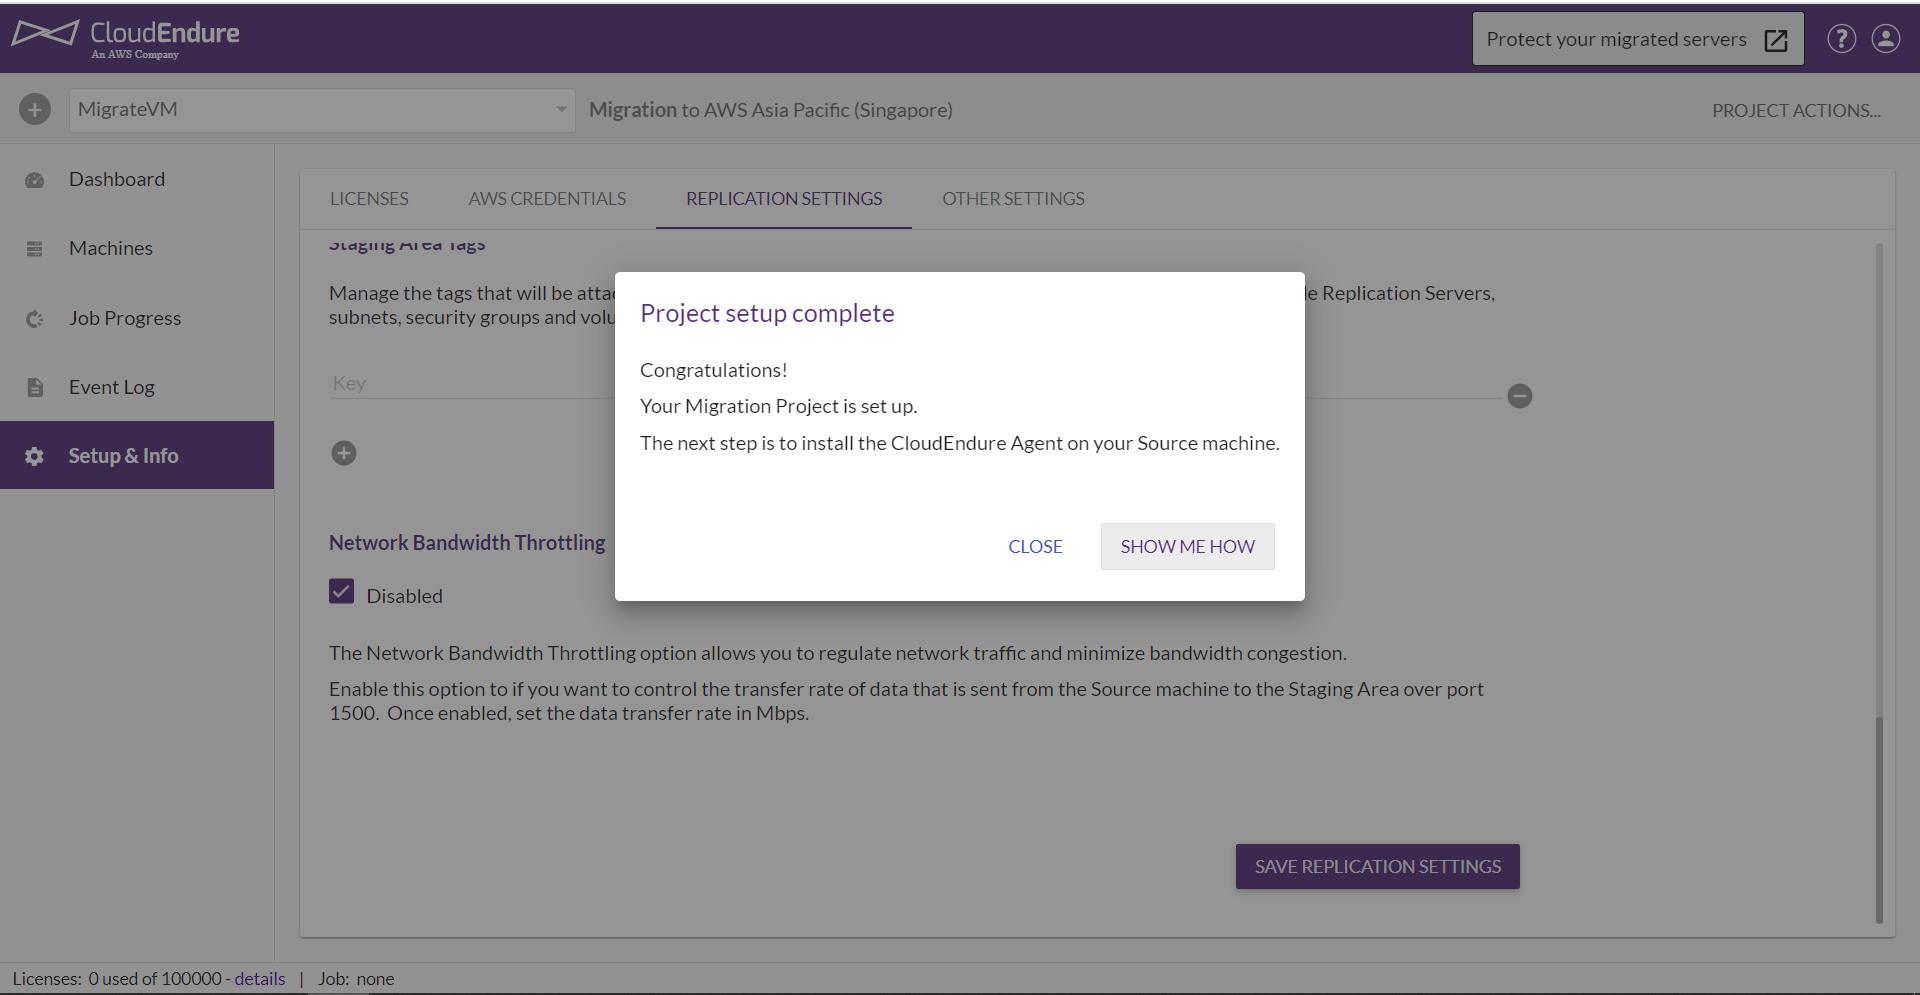 CloudEndure
An AWS Company
Protect your migrated servers
MigrateVM
Migration to AWS Asia Pacific (Singapore)
PROJECT ACTIONS...
Dashboard
Machines
Job Progress
Event Log
Setup & Info
LICENSES
AWS CREDENTIALS
REPLICATION SETTINGS
OTHER SETTINGS
Staging Area Tags
Manage the tags that will be Replication Servers,
subnets, security groups and
Key
Project setup complete
Congratulations!
Your Migration Project is set up.
The next step is to install the CloudEndure Agent on your Source machine.
CLOSE
SHOW ME HOW
Network Bandwidth Throttling
Disabled
The Network Bandwidth Throttling option allows you to regulate network traffic and minimize bandwidth congestion.
Enable this option to if you want to control the transfer rate of data that is sent from the Source machine to the Staging Area over port
1500. Once enabled, set the data transfer rate in Mbps.
SAVE REPLICATION SETTINGS
Licenses: 0 used of 100000 - details | Job: none